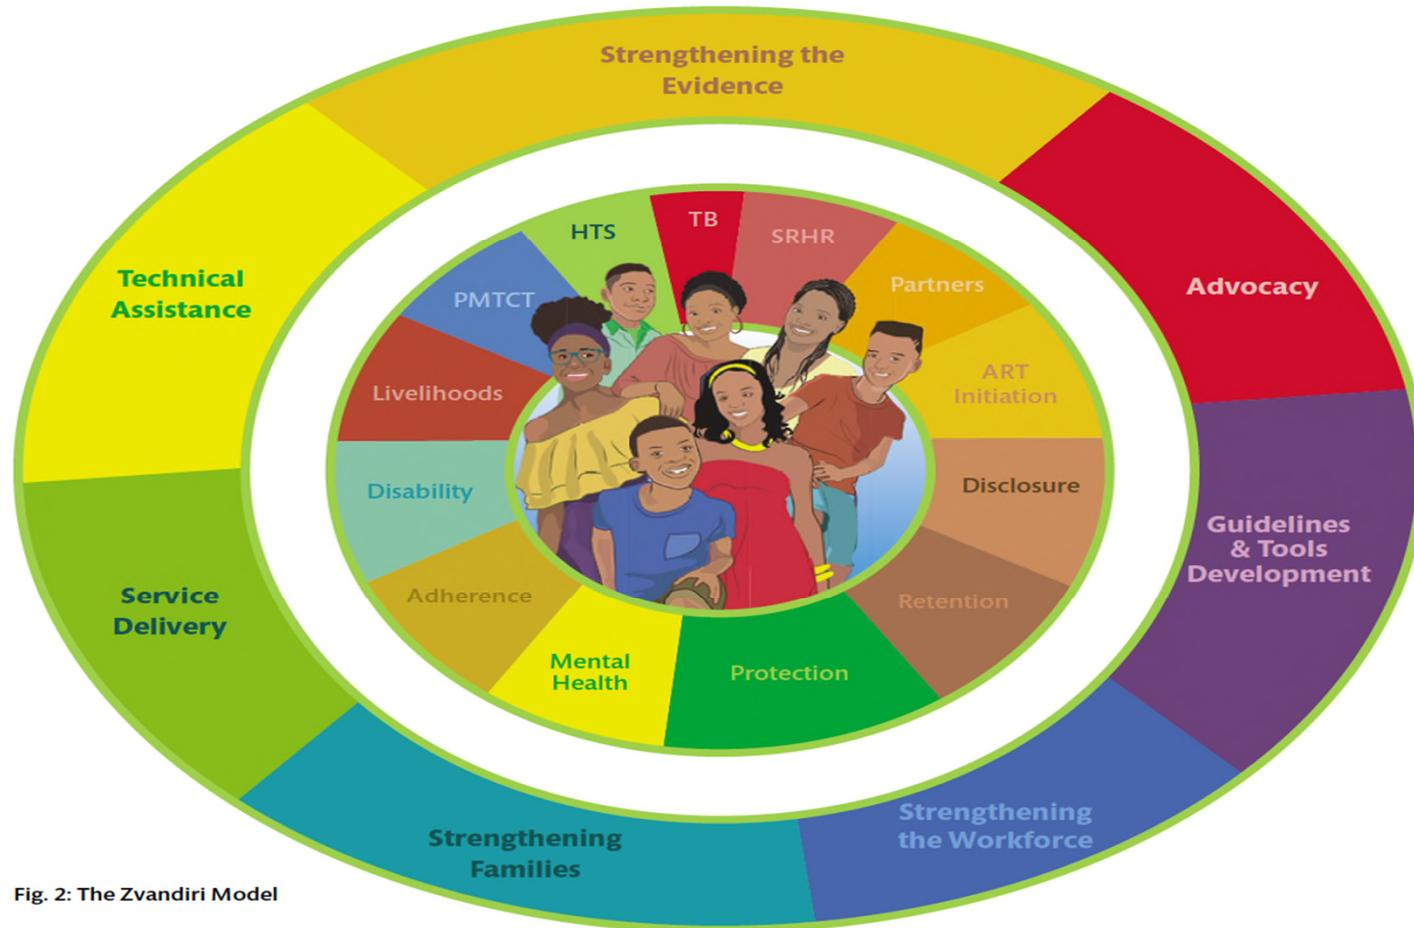 Strengthening the
Evidence
Advocacy
Guidelines
& Tools
Development
Strengthening
the Workforce
Strengthening
Families
Service
Delivery
Technical
Assistance
HTS
TB
SRHR
Partners
ART
Initiation
Disclosure
Retention
Protection
Mental
Health
Adherence
Disability
Livelihoods
PMTCT
Fig. 2: The Zvandiri Model